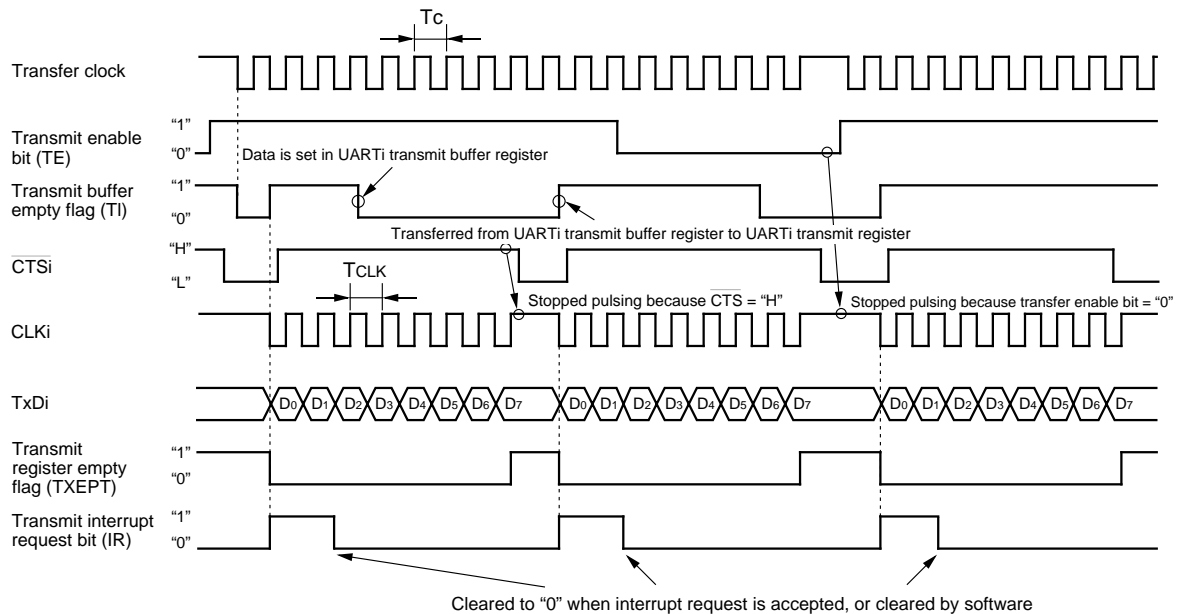 Tc
Transfer clock
Transmit enable
bit (TE)
“1”
“0”
Data is set in UARTi transmit buffer register
Transmit buffer
empty flag (TI)
“1”
“0”
Transferred from UARTi transmit buffer register to UARTi transmit register
CTSi
“H”
“L”
TCLK
Stopped pulsing because CTS = “H”
Stopped pulsing because transfer enable bit = “0”
CLKi
TxDi
D0 D1 D2 D3 D4 D5 D6 D7 D0 D1 D2 D3 D4 D5 D6 D7 D0 D1 D2 D3 D4 D5 D6 D7
Transmit
register empty
flag (TXEPT)
“1”
“0”
Transmit interrupt
request bit (IR)
“1”
“0”
Cleared to “0” when interrupt request is accepted, or cleared by software